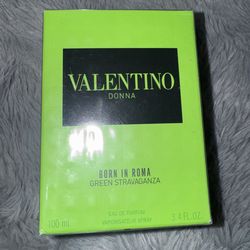 VALENTINO
DONNA
BORN IN ROMA
GREEN STRAVAGANZA
EAU DE PARFUM
VAPORISATEUR SPRAY
100 ml
3.4 FL.OZ.